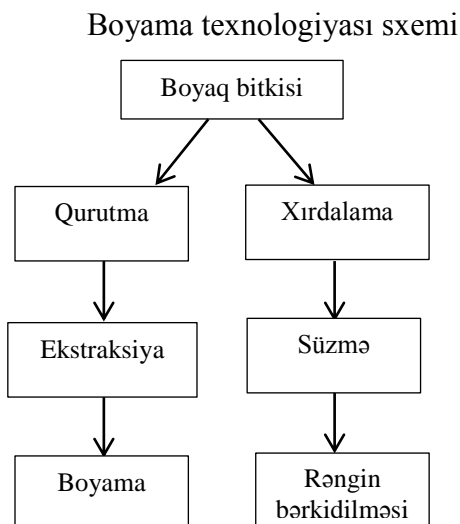 Boyama texnologiyası sxemi
Boyaq bitkisi
Qurutma
Xırdalama
Ekstraksiya
Süzmə
Boyama
Rəngin
bərkidilməsi